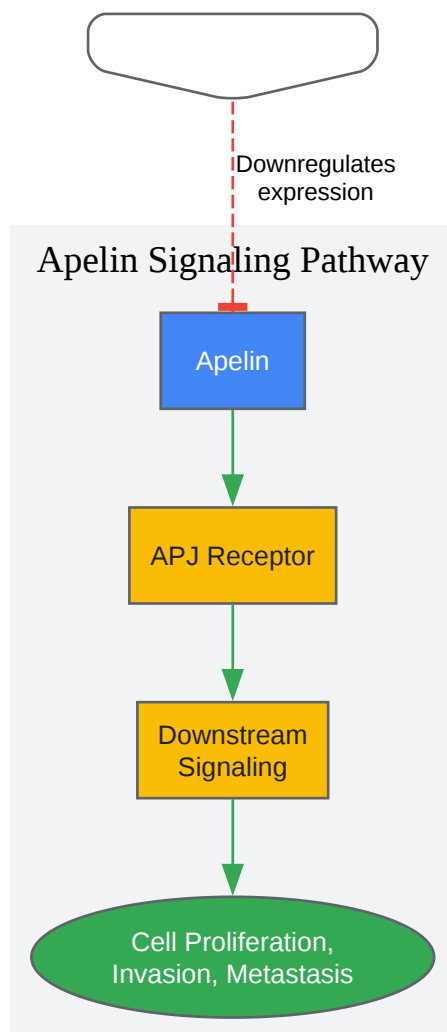 Downregulates
expression
Apelin Signaling Pathway
Apelin
APJ Receptor
Downstream
Signaling
Cell Proliferation,
Invasion, Metastasis